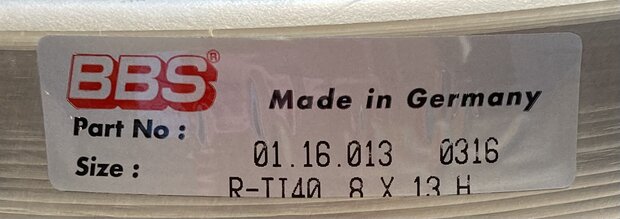 BBS®
Made in Germany
Part No : 01.16.013 0316
Size : R-TI40 8 X 13 H